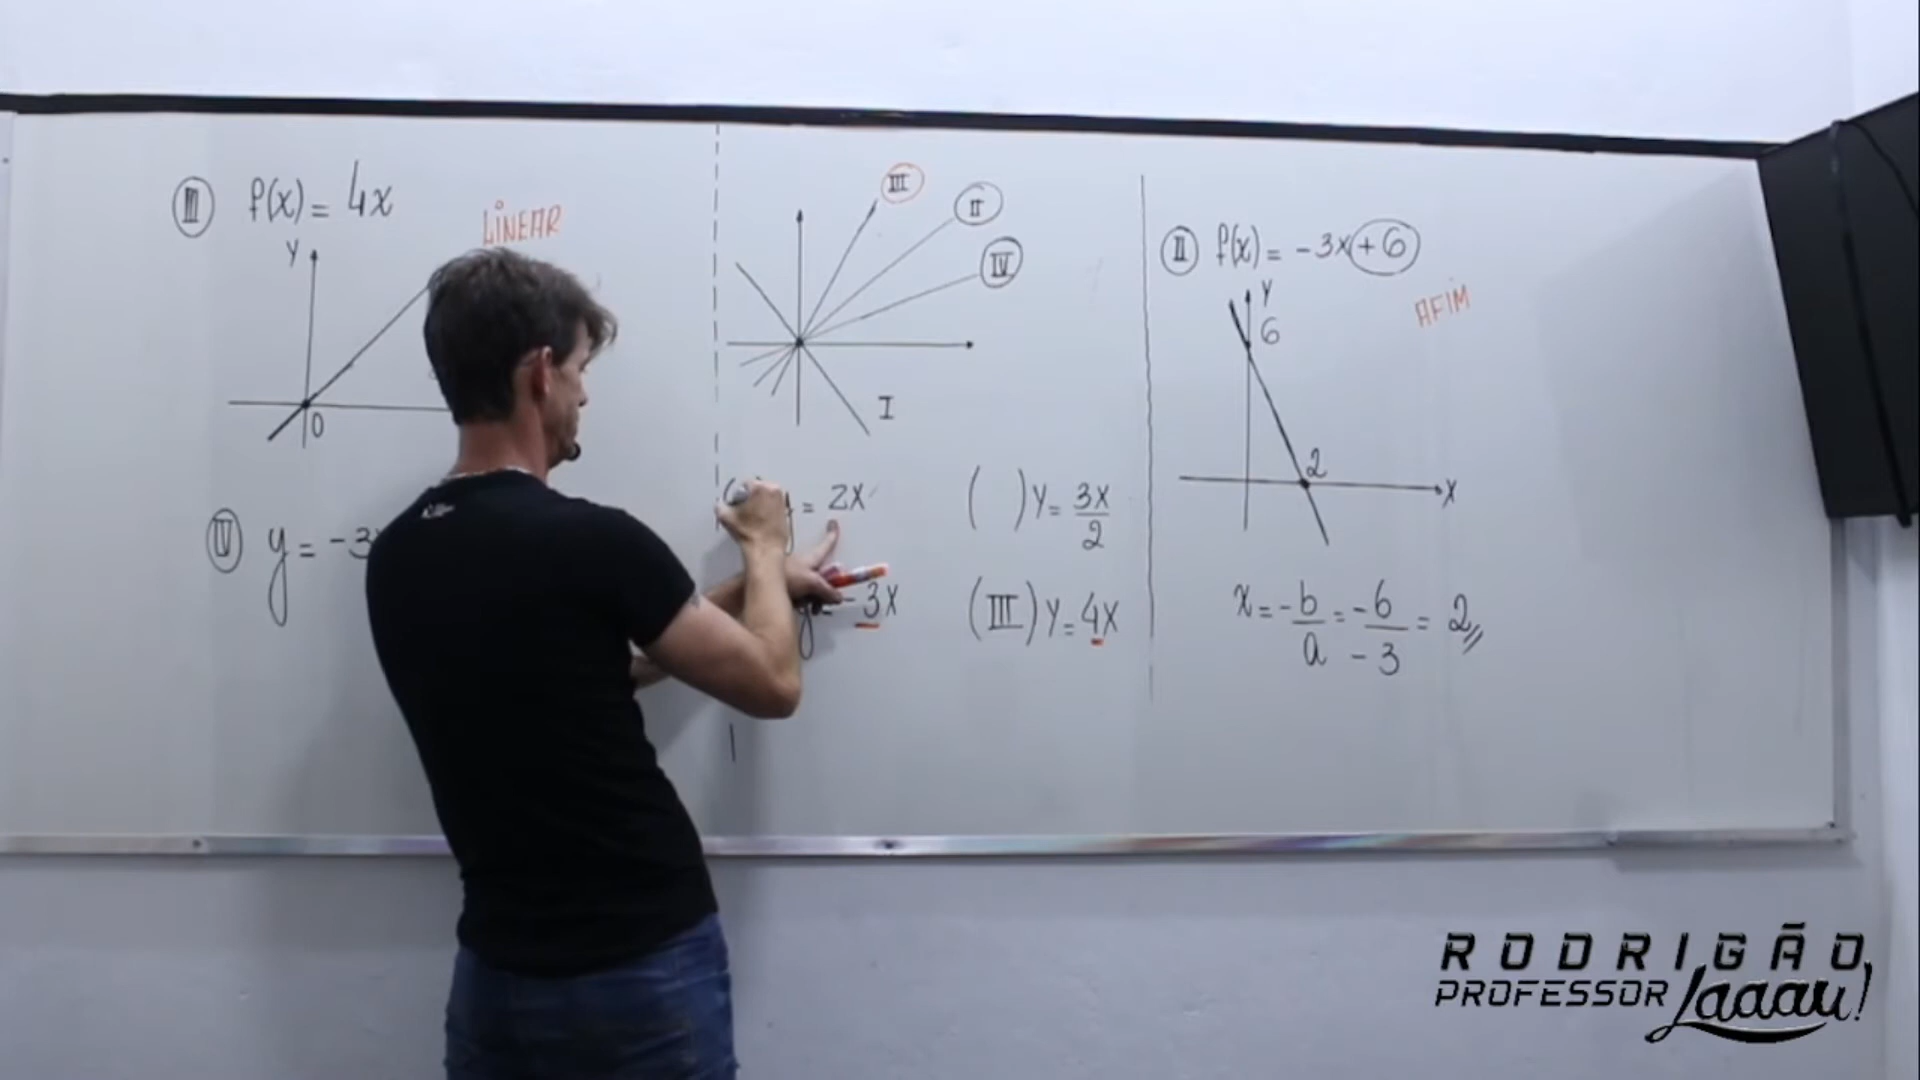 III f(x) = 4x
LINEAR
y
0
IV y = -3
III
II
IV
I
= 2x
( ) y = 3x/2
-3x
(III) y = 4x
II f(x) = -3x + 6
AFIM
y
6
2
x
x = -b/a = -6/-3 = 2
RODRIGÃO
PROFESSOR Laaau!